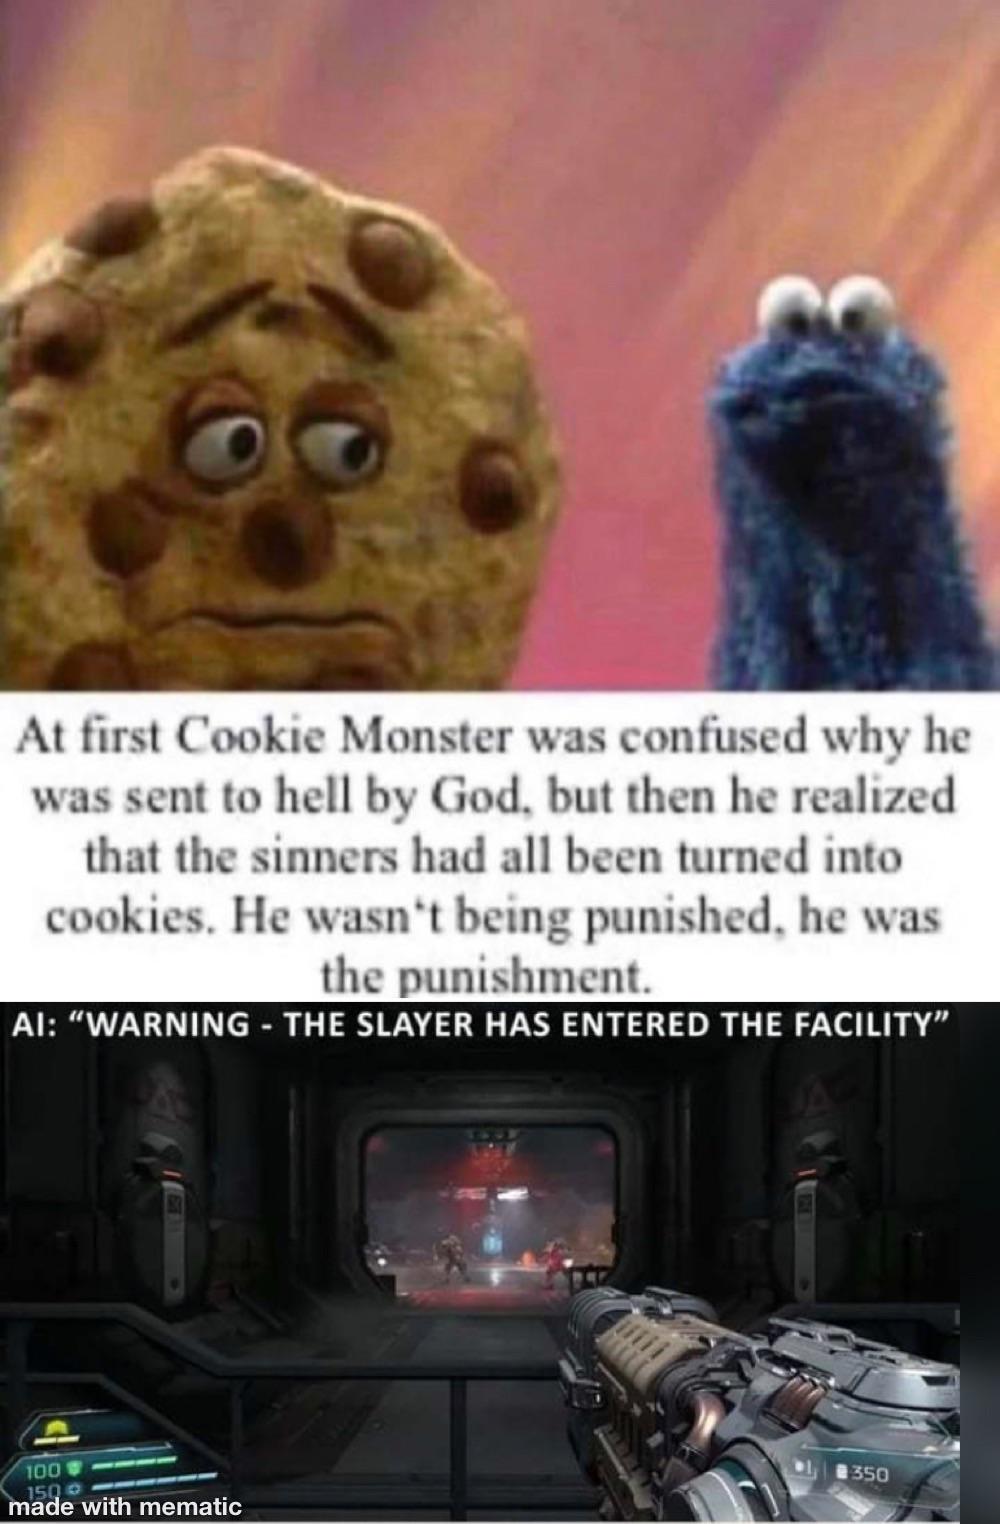 At first Cookie Monster was confused why he
was sent to hell by God, but then he realized
that the sinners had all been turned into
cookies. He wasn't being punished, he was
the punishment.
AI: “WARNING - THE SLAYER HAS ENTERED THE FACILITY”
100
150
350
made with mematic